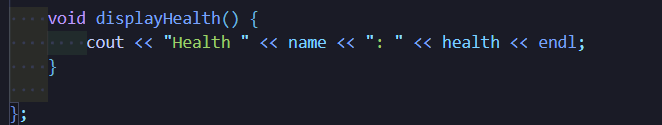 void displayHealth() {
cout << "Health " << name << ": " << health << endl;
}
};